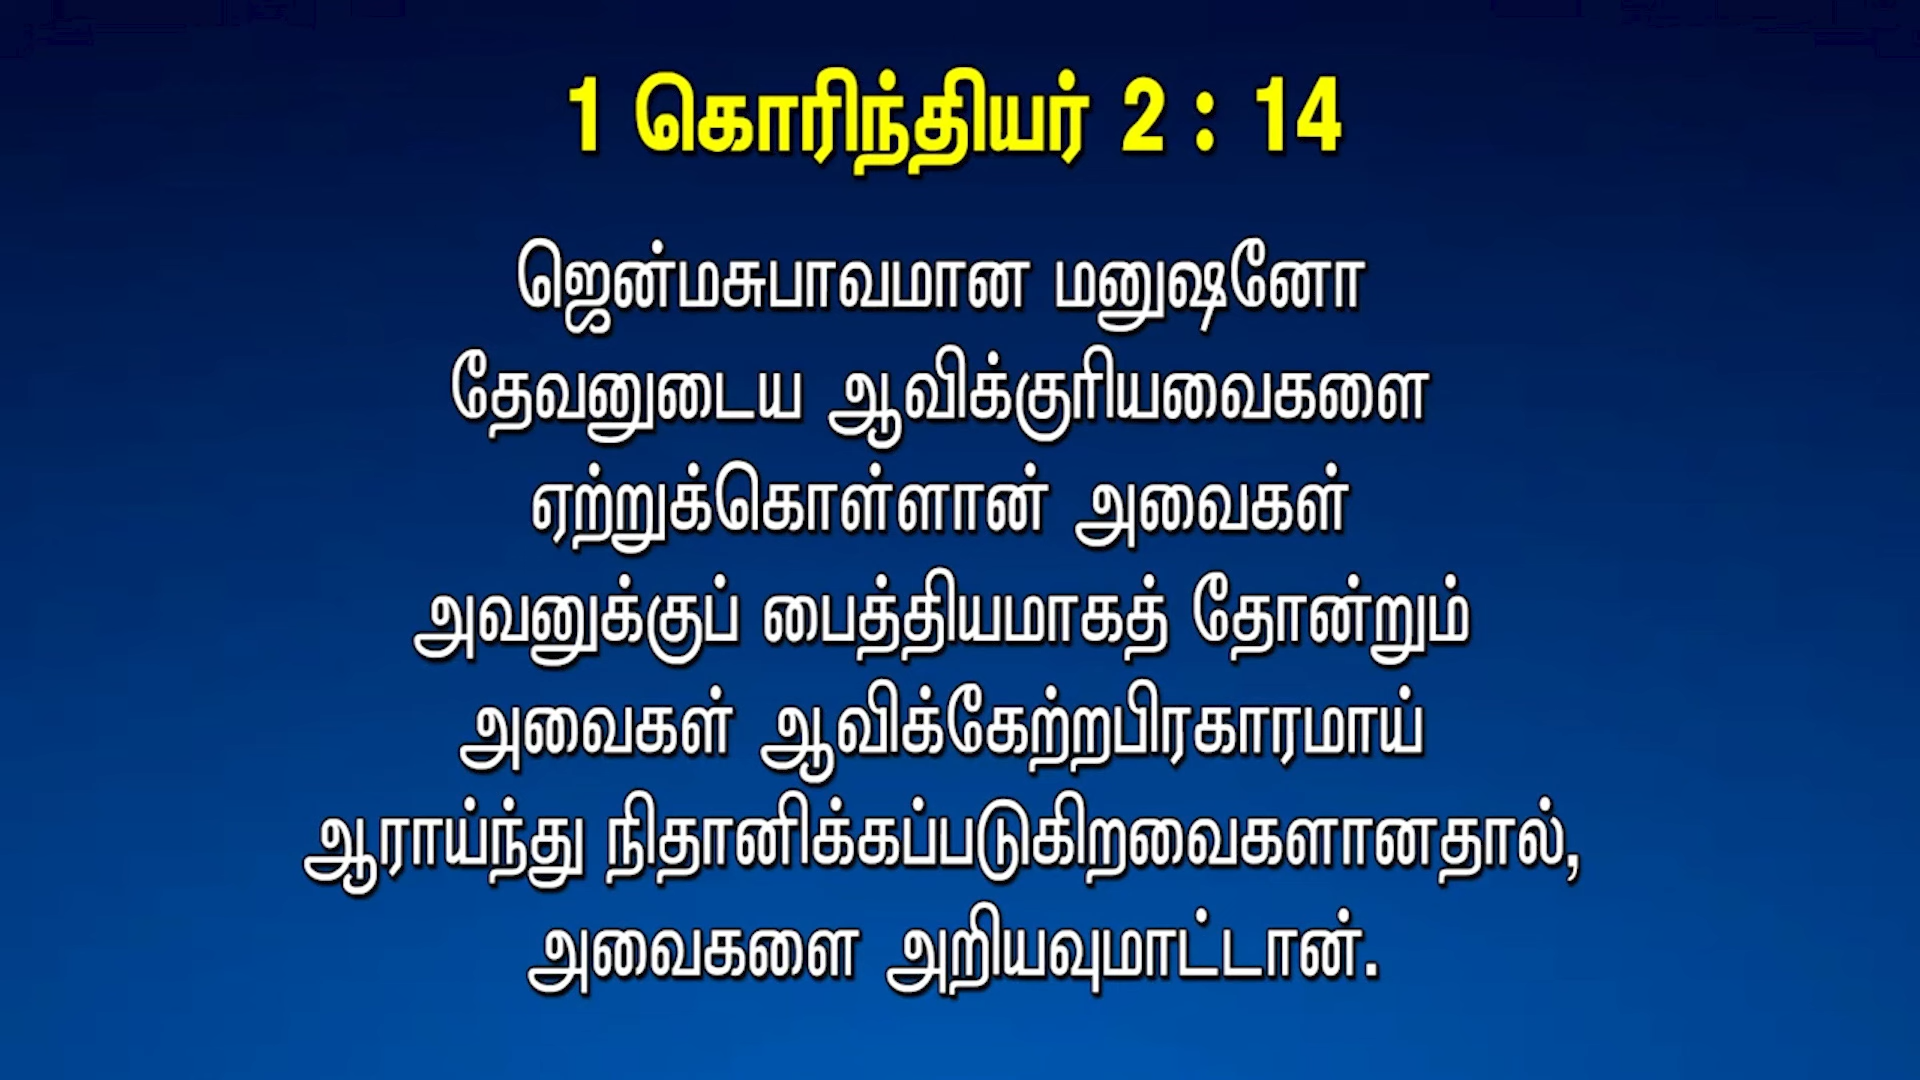 1 கொரிந்தியர் 2 : 14
ஜென்மசுபாவமான மனுஷனோ
தேவனுடைய ஆவிக்குரியவைகளை
ஏற்றுக்கொள்ளான் அவைகள்
அவனுக்குப் பைத்தியமாகத் தோன்றும்
அவைகள் ஆவிக்கேற்றபிரகாரமாய்
ஆராய்ந்து நிதானிக்கப்படுகிறவைகளானதால்,
அவைகளை அறியவுமாட்டான்.